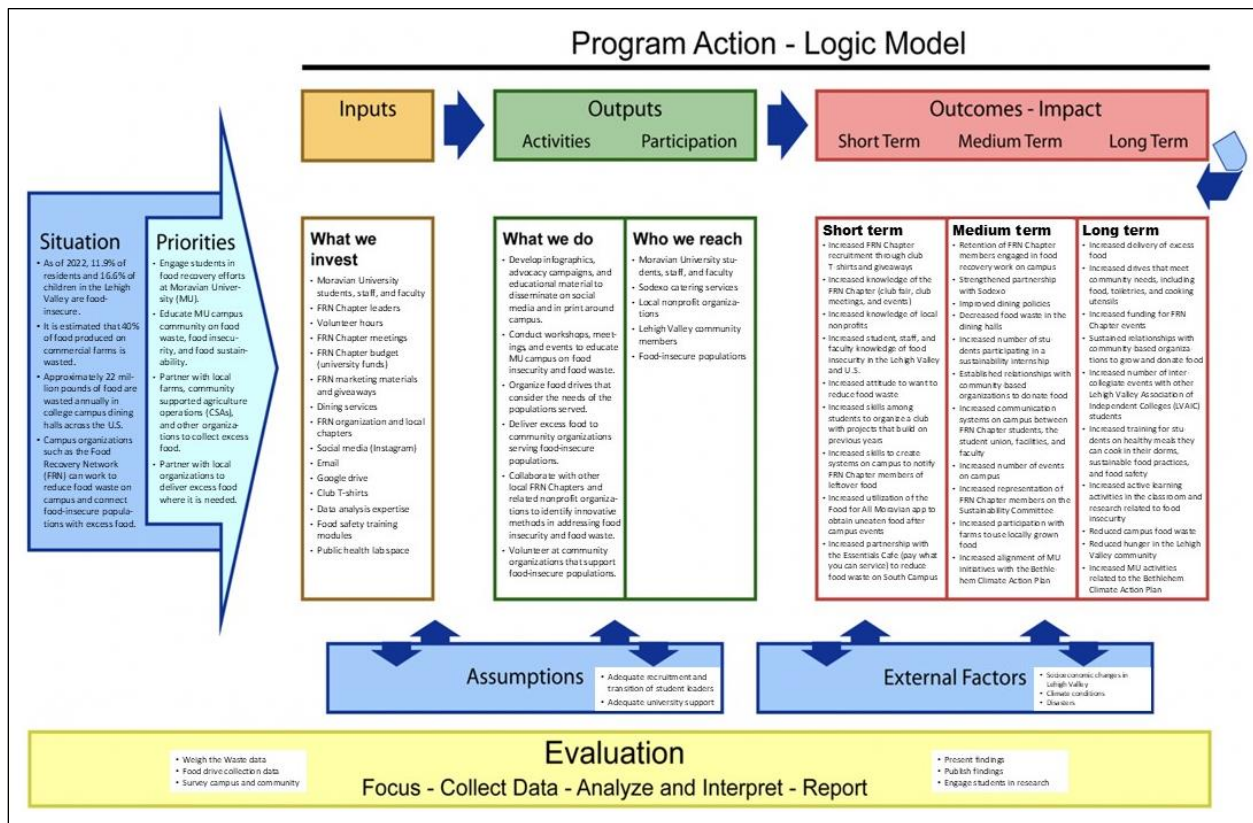 Program Action - Logic Model
Inputs
Outputs
Activities
Participation
Outcomes - Impact
Short Term
Medium Term
Long Term
Situation
• As of 2022, 11.9% of
residents and 16.6% of
children in the Lehigh
Valley are food-
insecure.
• It is estimated that 40%
of food produced on
commercial farms is
wasted.
• Approximately 22 mil-
lion pounds of food are
wasted annually in
college campus dining
halls across the U.S.
• Campus organizations
such as the Food
Recovery Network
(FRN) can work to
reduce food waste on
campus and connect
food-insecure popula-
tions with excess food.
Priorities
• Engage students in
food recovery efforts
at Moravian Univer-
sity (MU).
• Educate MU campus
community on food
waste, food insecu-
rity, and food sustain-
ability.
• Partner with local
farms, community
supported agriculture
operations (CSAs),
and other organiza-
tions to collect excess
food.
• Partner with local
organizations to
deliver excess food
where it is needed.
What we
invest
• Moravian University
students, staff, and faculty
• FRN Chapter leaders
• Volunteer hours
• FRN Chapter meetings
• FRN Chapter budget
(university funds)
• FRN marketing materials
and giveaways
• Dining services
• FRN organization and local
chapters
• Social media (Instagram)
• Email
• Google drive
• Club T-shirts
• Data analysis expertise
• Food safety training
modules
• Public health lab space
What we do
• Develop infographics,
advocacy campaigns, and
educational material to
disseminate on social
media and in print around
campus.
• Conduct workshops, meet-
ings, and events to educate
MU campus on food
insecurity and food waste.
• Organize food drives that
consider the needs of the
populations served.
• Deliver excess food to
community organizations
serving food-insecure
populations.
• Collaborate with other
local FRN Chapters and
related nonprofit organiza-
tions to identify innovative
methods in addressing food
insecurity and food waste.
• Volunteer at community
organizations that support
food-insecure populations.
Who we reach
• Moravian University stu-
dents, staff, and faculty
• Sodexo catering services
• Local nonprofit organiza-
tions
• Lehigh Valley community
members
• Food-insecure populations
Short term
• Increased FRN Chapter
recruitment through club
T-shirts and giveaways
• Increased knowledge of the
FRN Chapter (club fair, club
meetings, and events)
• Increased knowledge of local
nonprofits
• Increased student, staff, and
faculty knowledge of food
insecurity in the Lehigh Valley
and U.S.
• Increased attitude to want to
reduce food waste
• Increased skills among
students to organize a club
with projects that build on
previous years
• Increased skills to create
systems on campus to notify
FRN Chapter members of
leftover food
• Increased utilization of the
Food for All Moravian app to
obtain uneaten food after
campus events
• Increased partnership with
the Essentials Cafe (pay what
you can service) to reduce
food waste on South Campus
Medium term
• Retention of FRN Chapter
members engaged in food
recovery work on campus
• Strengthened partnership
with Sodexo
• Improved dining policies
• Decreased food waste in the
dining halls
• Increased number of stu
dents participating in a
sustainability internship
• Established relationships with
community based
organizations to donate food
• Increased communication
systems on campus between
FRN Chapter students, the
student union, facilities, and
faculty
• Increased number of events
on campus
• Increased representation of
FRN Chapter members on the
Sustainability Committee
• Increased participation with
farms to use locally grown
food
• Increased alignment of MU
initiatives with the Bethle
hem Climate Action Plan
Long term
• Increased delivery of excess
food
• Increased drives that meet
community needs, including
food, toiletries, and cooking
utensils
• Increased funding for FRN
Chapter events
• Sustained relationships with
community based organiza
tions to grow and donate food
• Increased number of inter
collegiate events with other
Lehigh Valley Association of
Independent Colleges (LVAIC)
students
• Increased training for stu
dents on healthy meals they
can cook in their dorms,
sustainable food practices,
and food safety
• Increased active learning
activities in the classroom and
research related to food
insecurity
• Reduced campus food waste
• Reduced hunger in the Lehigh
Valley community
• Increased MU activities
related to the Bethlehem
Climate Action Plan
Assumptions
• Adequate recruitment and
transition of student leaders
• Adequate university support
External Factors
• Socioeconomic changes in
Lehigh Valley
• Climate conditions
• Disasters
Evaluation
Focus - Collect Data - Analyze and Interpret - Report
• Weigh the Waste data
• Food drive collection data
• Survey campus and community
• Present findings
• Publish findings
• Engage students in research